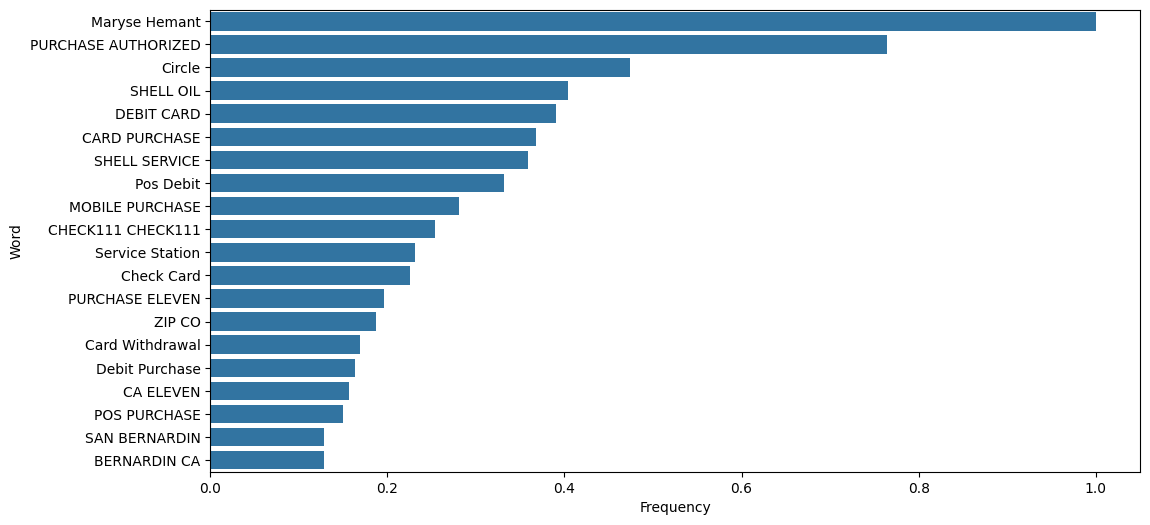 Maryse Hemant
PURCHASE AUTHORIZED
Circle
SHELL OIL
DEBIT CARD
CARD PURCHASE
SHELL SERVICE
Pos Debit
MOBILE PURCHASE
CHECK111 CHECK111
Service Station
Check Card
PURCHASE ELEVEN
ZIP CO
Card Withdrawal
Debit Purchase
CA ELEVEN
POS PURCHASE
SAN BERNARDIN
BERNARDIN CA
Word
0.0 0.2 0.4 0.6 0.8 1.0
Frequency